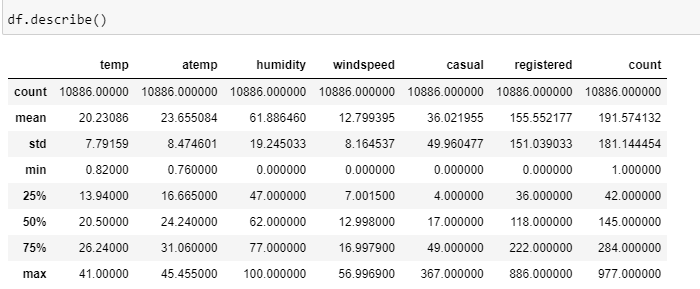 df.describe()
temp atemp humidity windspeed casual registered count
count 10886.00000 10886.000000 10886.000000 10886.000000 10886.000000 10886.000000 10886.000000
mean 20.23086 23.655084 61.886460 12.799395 36.021955 155.552177 191.574132
std 7.79159 8.474601 19.245033 8.164537 49.960477 151.039033 181.144454
min 0.82000 0.760000 0.000000 0.000000 0.000000 0.000000 1.000000
25% 13.94000 16.665000 47.000000 7.001500 4.000000 36.000000 42.000000
50% 20.50000 24.240000 62.000000 12.998000 17.000000 118.000000 145.000000
75% 26.24000 31.060000 77.000000 16.997900 49.000000 222.000000 284.000000
max 41.00000 45.455000 100.000000 56.996900 367.000000 886.000000 977.000000